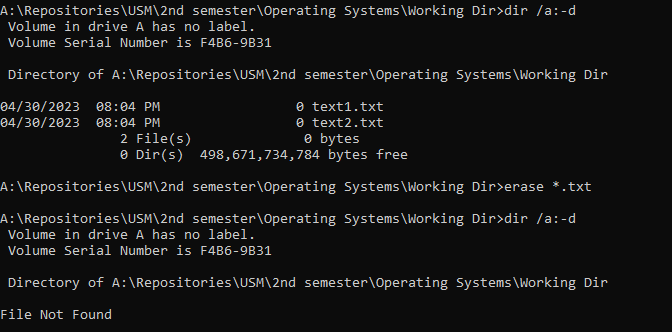 A:\Repositories\USM\2nd semester\Operating Systems\Working Dir>dir /a:-d
 Volume in drive A has no label.
 Volume Serial Number is F4B6-9B31

 Directory of A:\Repositories\USM\2nd semester\Operating Systems\Working Dir

04/30/2023  08:04 PM                 0 text1.txt
04/30/2023  08:04 PM                 0 text2.txt
               2 File(s)              0 bytes
               0 Dir(s)  498,671,734,784 bytes free

A:\Repositories\USM\2nd semester\Operating Systems\Working Dir>erase *.txt

A:\Repositories\USM\2nd semester\Operating Systems\Working Dir>dir /a:-d
 Volume in drive A has no label.
 Volume Serial Number is F4B6-9B31

 Directory of A:\Repositories\USM\2nd semester\Operating Systems\Working Dir

File Not Found